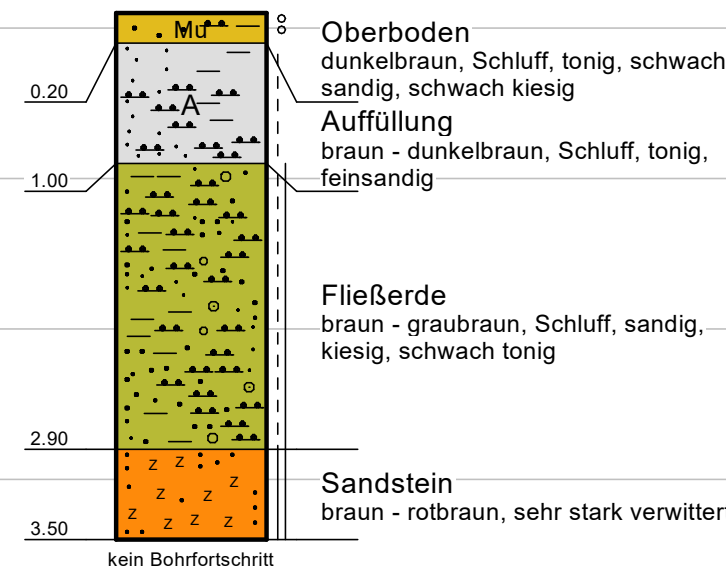 Mu
Oberboden
dunkelbraun, Schluff, tonig, schwach
sandig, schwach kiesig
0.20
A
Auffüllung
braun - dunkelbraun, Schluff, tonig,
feinsandig
1.00
Fließerde
braun - graubraun, Schluff, sandig,
kiesig, schwach tonig
2.90
z z
z
z z
z z z z
Sandstein
braun - rotbraun, sehr stark verwittert
3.50
kein Bohrfortschritt